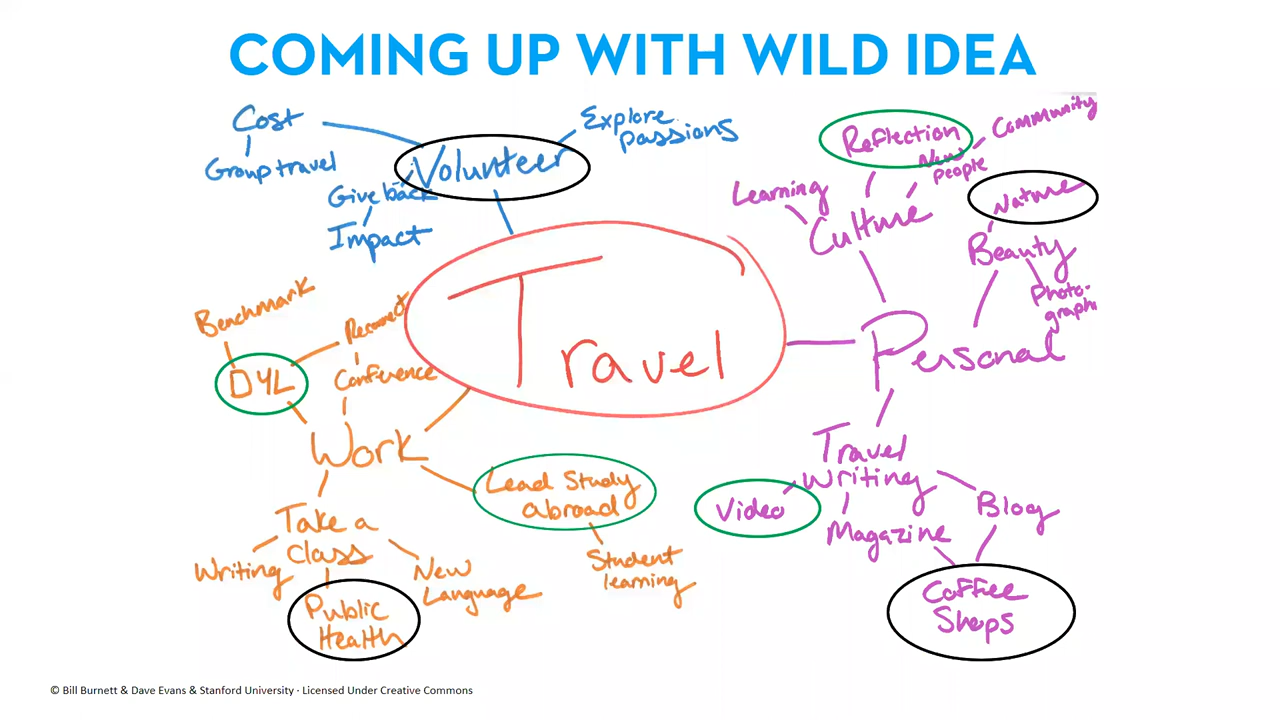 COMING UP WITH WILD IDEA
Cost
Group travel
Volunteer
Explore
passions
Give back
Impact
Reflection
Community
New
people
Learning
Culture
Nature
Beauty
Photo-
graph
Travel
Personal
Benchmark
DYL
Conference
Work
Lead Study
abroad
Student
learning
Take a
class
Writing
Public
Health
New
Language
Travel
Writing
Video
Magazine
Blog
Coffee
Shops
© Bill Burnett & Dave Evans & Stanford University · Licensed Under Creative Commons